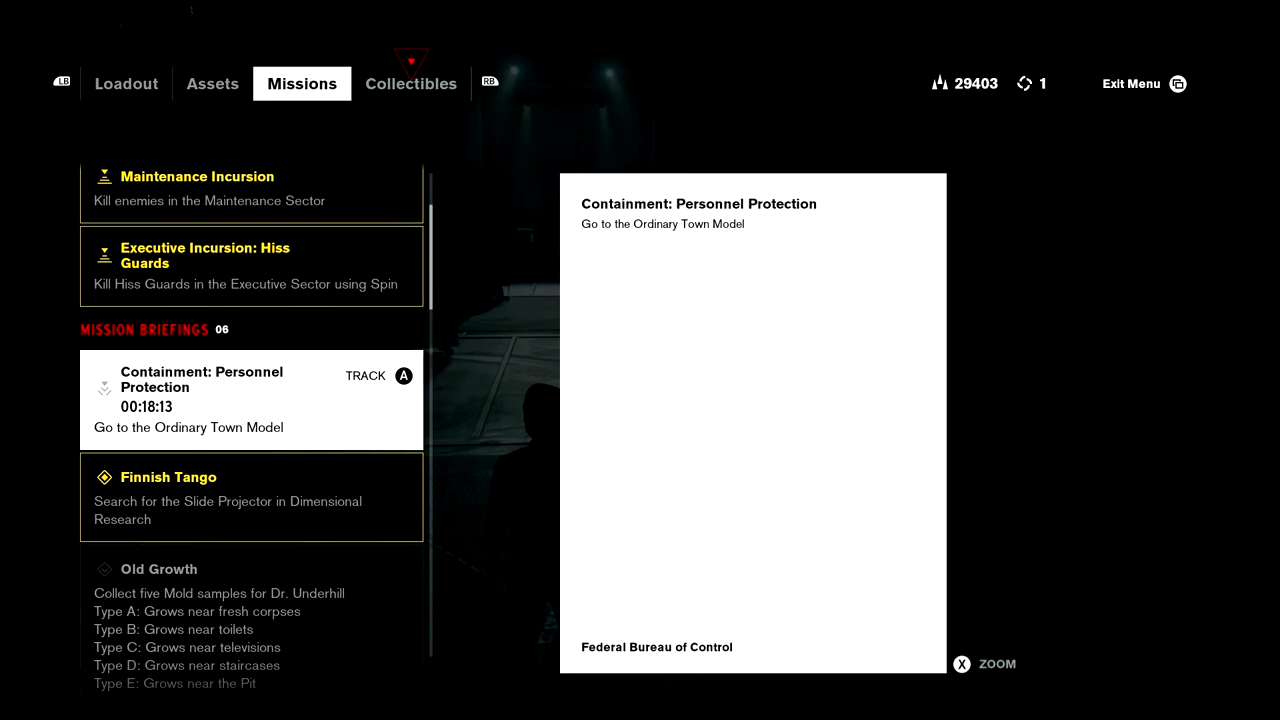 LB
Loadout
Assets
Missions
Collectibles
RB
29403
1
Exit Menu
Maintenance Incursion
Kill enemies in the Maintenance Sector
Executive Incursion: Hiss
Guards
Kill Hiss Guards in the Executive Sector using Spin
MISSION BRIEFINGS 06
Containment: Personnel
Protection
TRACK A
00:18:13
Go to the Ordinary Town Model
Finnish Tango
Search for the Slide Projector in Dimensional
Research
Old Growth
Collect five Mold samples for Dr. Underhill
Type A: Grows near fresh corpses
Type B: Grows near toilets
Type C: Grows near televisions
Type D: Grows near staircases
Type E: Grows near the Pit
Containment: Personnel Protection
Go to the Ordinary Town Model
Federal Bureau of Control
X ZOOM